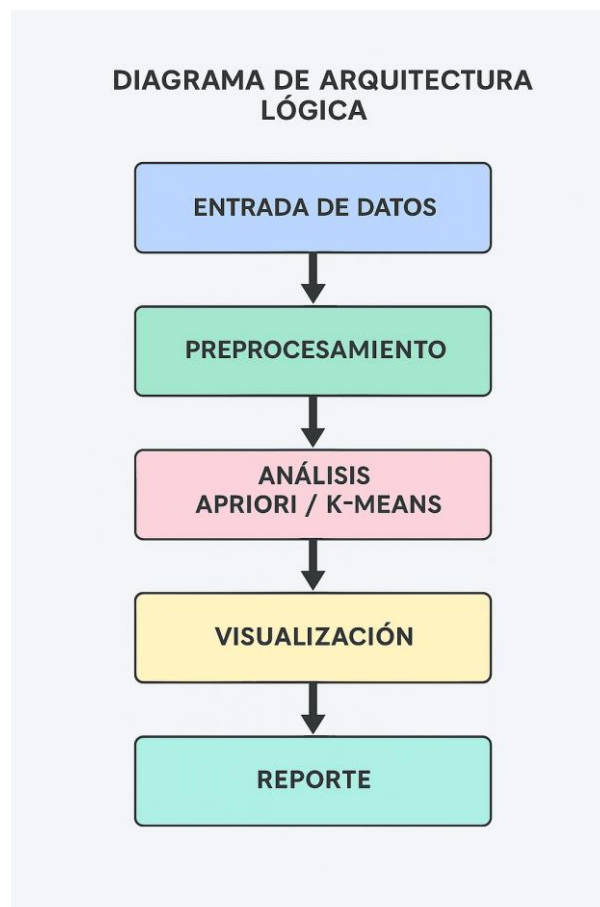 DIAGRAMA DE ARQUITECTURA
LÓGICA
ENTRADA DE DATOS
PREPROCESAMIENTO
ANÁLISIS
APRIORI / K-MEANS
VISUALIZACIÓN
REPORTE